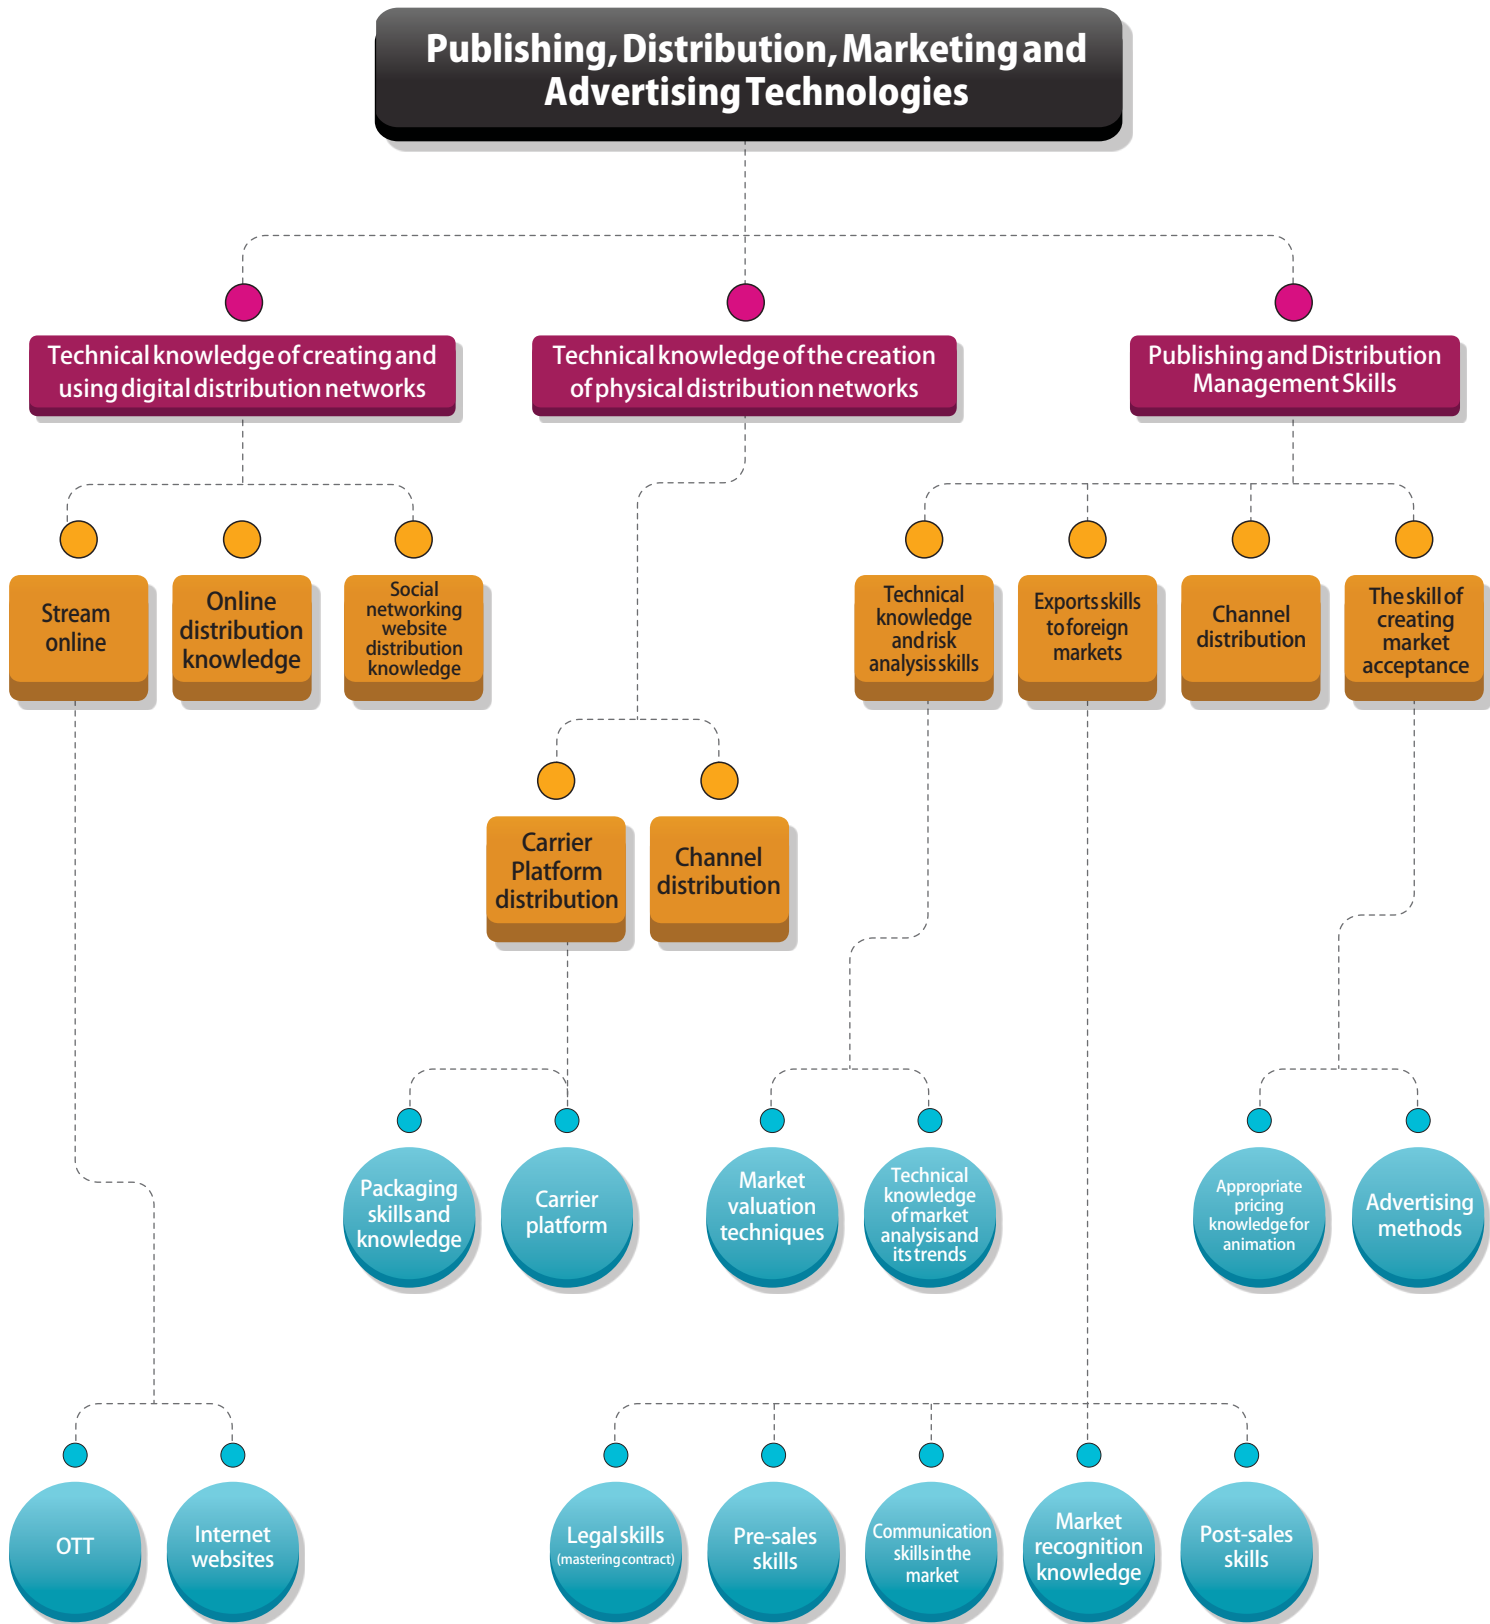 Publishing, Distribution, Marketing and
Advertising Technologies
Technical knowledge of creating and
using digital distribution networks
Technical knowledge of the creation
of physical distribution networks
Publishing and Distribution
Management Skills
Stream
online
Online
distribution
knowledge
Social
networking
website
distribution
knowledge
Technical
knowledge
and risk
analysis skills
Exports skills
to foreign
markets
Channel
distribution
The skill of
creating
market
acceptance
Carrier
Platform
distribution
Channel
distribution
Packaging
skills and
knowledge
Carrier
platform
Market
valuation
techniques
Technical
knowledge
of market
analysis and
its trends
Appropriate
pricing
knowledge for
animation
Advertising
methods
OTT
Internet
websites
Legal skills
(mastering contract)
Pre-sales
skills
Communication
skills in the
market
Market
recognition
knowledge
Post-sales
skills